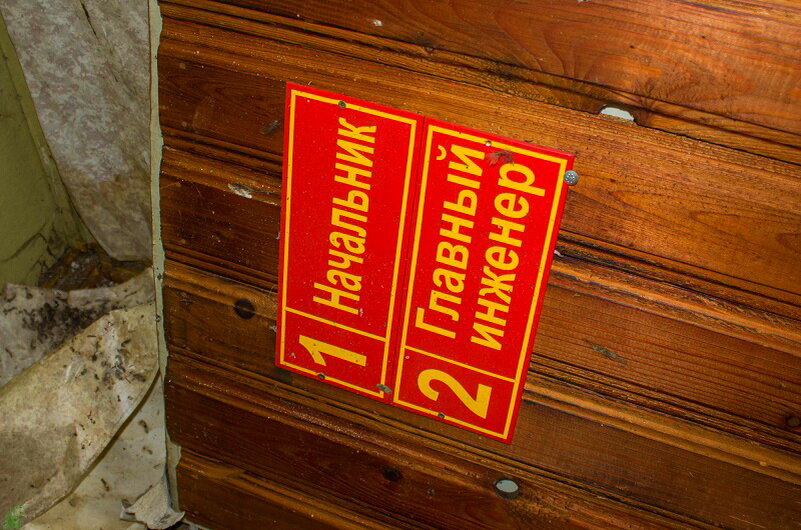 1 Начальник
2 Главный
инженер